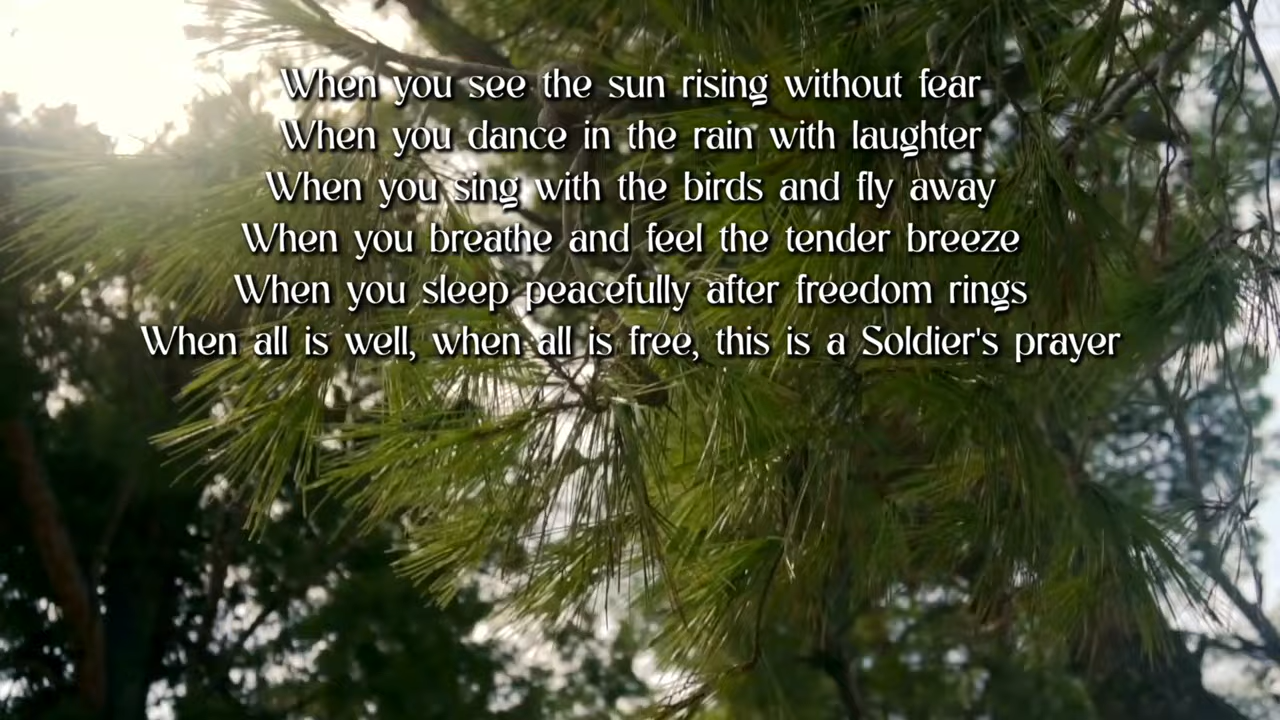 When you see the sun rising without fear
When you dance in the rain with laughter
When you sing with the birds and fly away
When you breathe and feel the tender breeze
When you sleep peacefully after freedom rings
When all is well, when all is free, this is a Soldier's prayer